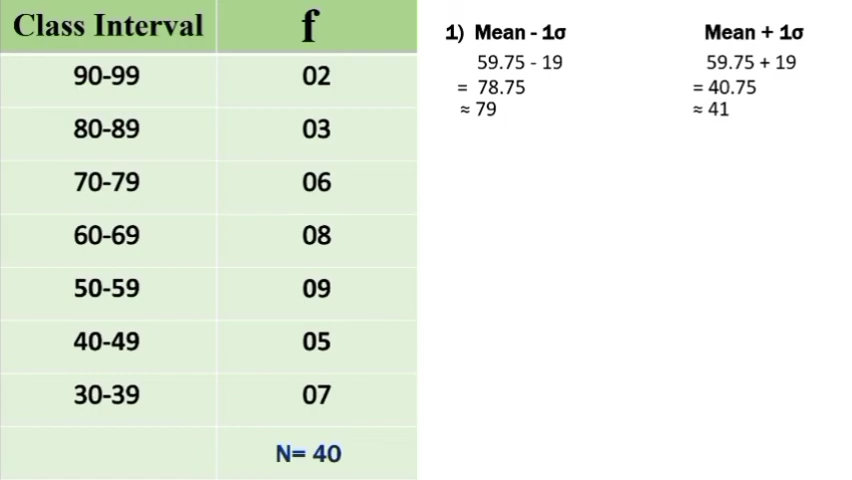 Class Interval f
90-99 02
80-89 03
70-79 06
60-69 08
50-59 09
40-49 05
30-39 07
N= 40
1) Mean - 1σ
59.75 - 19
= 78.75
≈ 79
Mean + 1σ
59.75 + 19
= 40.75
≈ 41